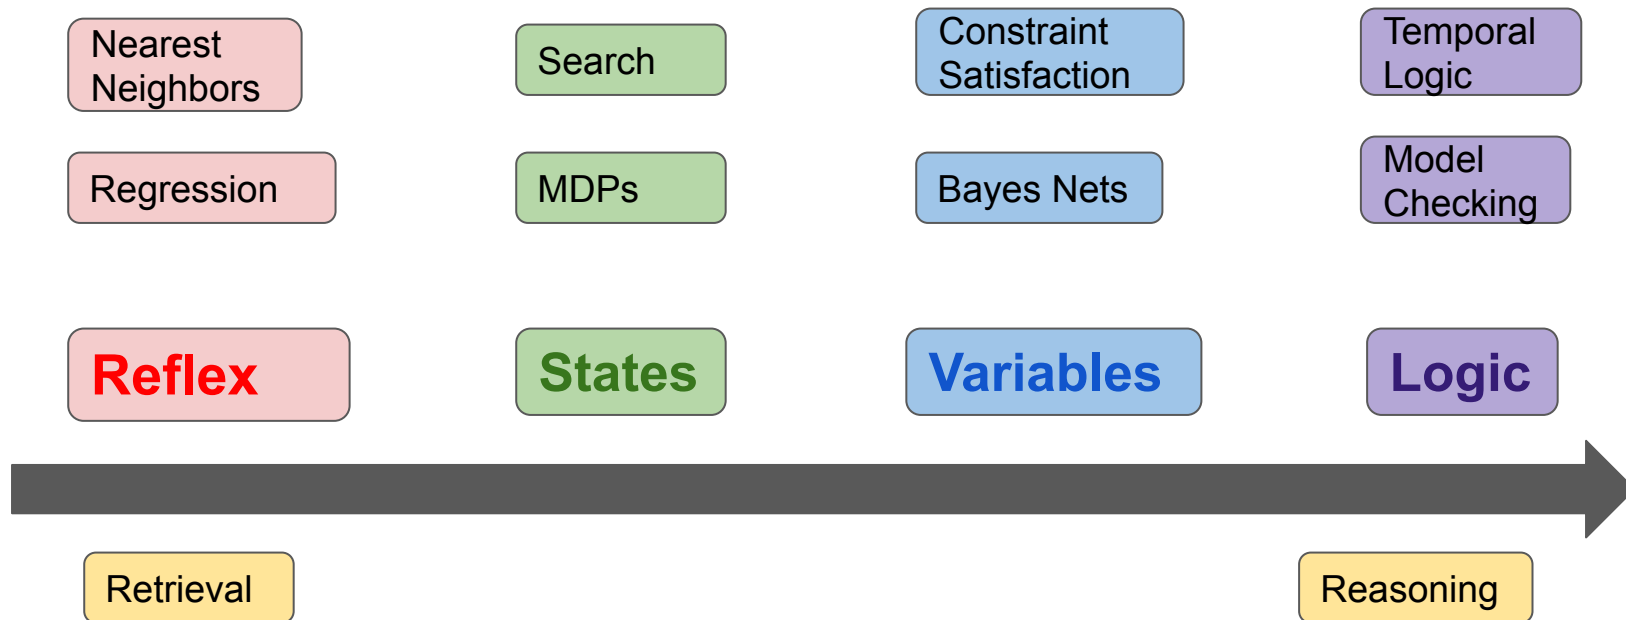 Nearest
Neighbors
Search
Constraint
Satisfaction
Temporal
Logic
Regression
MDPs
Bayes Nets
Model
Checking
Reflex
States
Variables
Logic
Retrieval
Reasoning